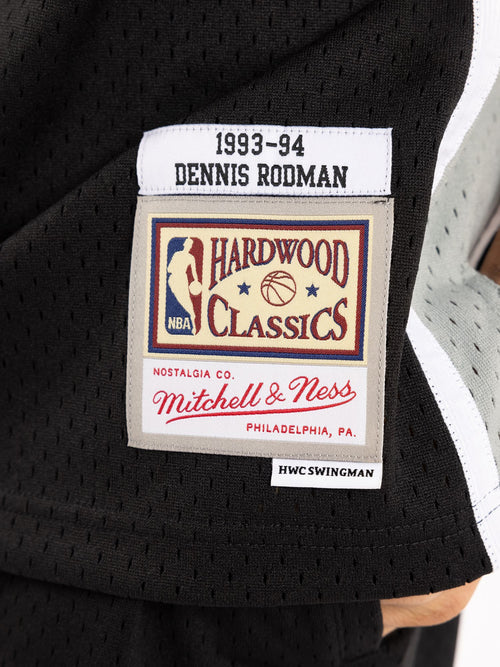 1993-94
DENNIS RODMAN
HARDWOOD
CLASSICS
NBA
NOSTALGIA CO.
Mitchell & Ness
PHILADELPHIA, PA.
HWC SWINGMAN